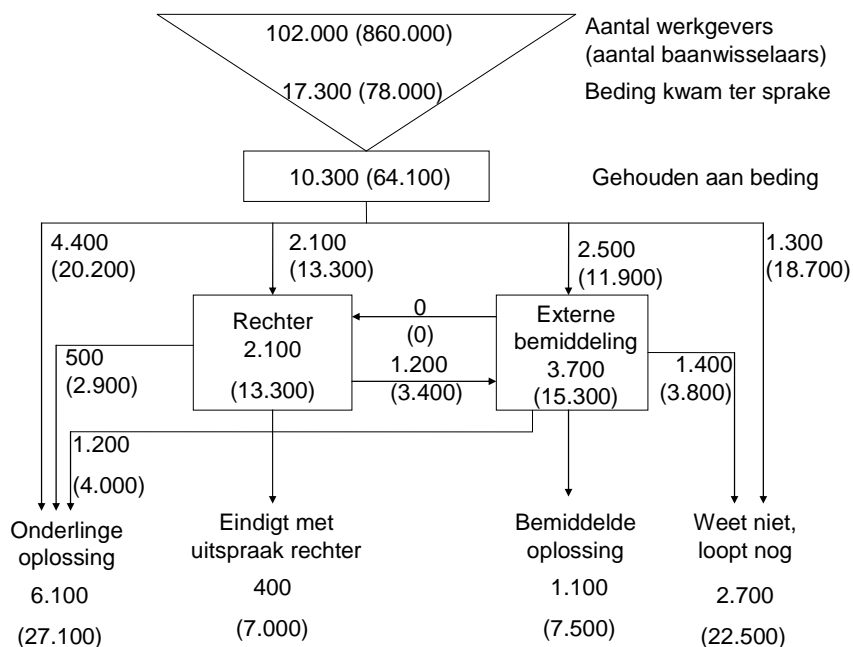 102.000 (860.000)
Aantal werkgevers
(aantal baanwisselaars)
17.300 (78.000)
Beding kwam ter sprake
10.300 (64.100)
Gehouden aan beding
4.400
(20.200)
2.100
(13.300)
2.500
(11.900)
1.300
(18.700)
Rechter
2.100
(13.300)
0
(0)
1.200
(3.400)
Externe
bemiddeling
3.700
(15.300)
500
(2.900)
1.400
(3.800)
1.200
(4.000)
Onderlinge
oplossing
6.100
(27.100)
Eindigt met
uitspraak rechter
400
(7.000)
Bemiddelde
oplossing
1.100
(7.500)
Weet niet,
loopt nog
2.700
(22.500)